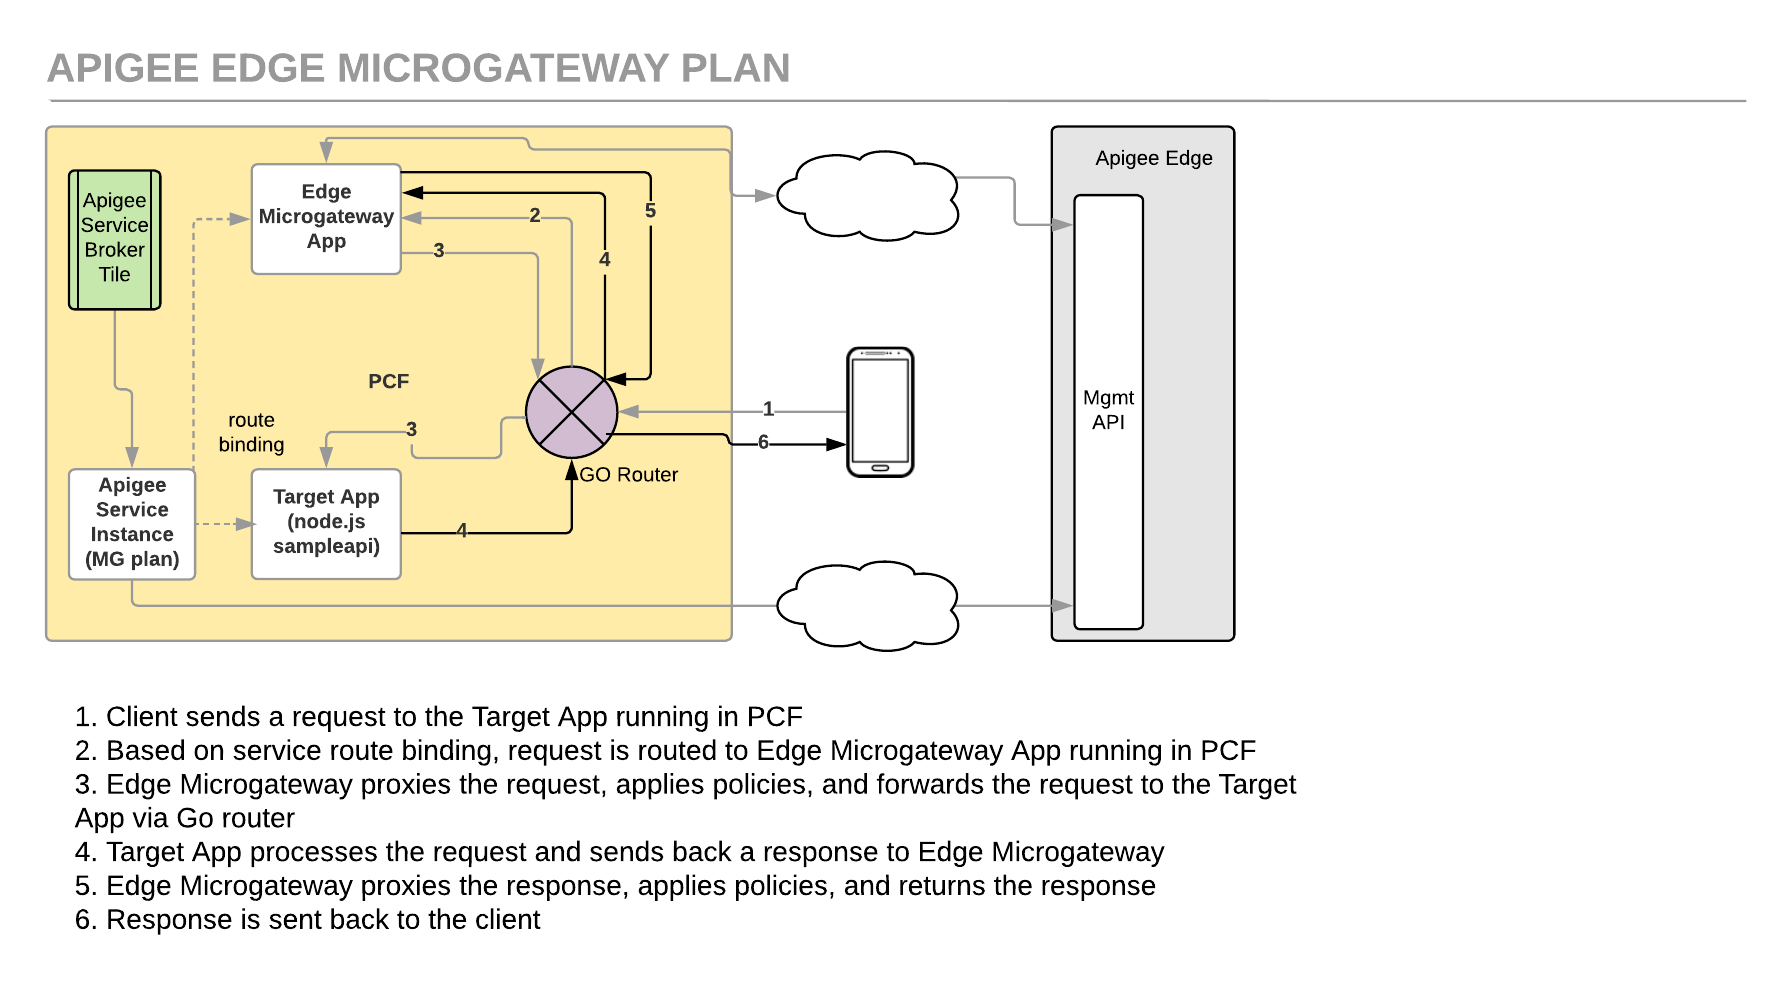 APIGEE EDGE MICROGATEWAY PLAN
Apigee
Service
Broker
Tile
Edge
Microgateway
App
2
3
4
5
Apigee Edge
PCF
route
binding
3
GO Router
1
6
Mgmt
API
Apigee
Service
Instance
(MG plan)
Target App
(node.js
sampleapi)
4
1. Client sends a request to the Target App running in PCF
2. Based on service route binding, request is routed to Edge Microgateway App running in PCF
3. Edge Microgateway proxies the request, applies policies, and forwards the request to the Target
App via Go router
4. Target App processes the request and sends back a response to Edge Microgateway
5. Edge Microgateway proxies the response, applies policies, and returns the response
6. Response is sent back to the client